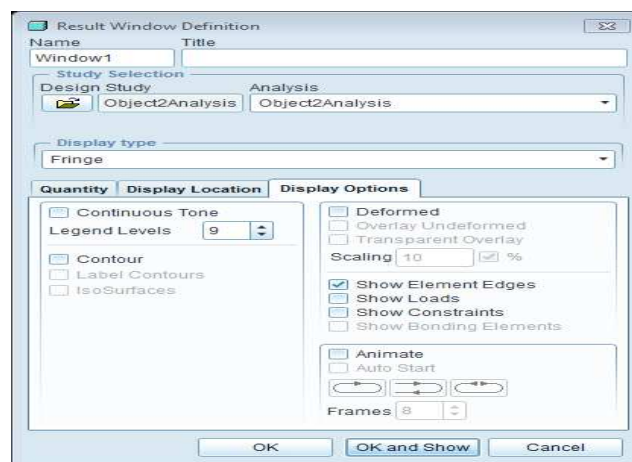 Result Window Definition
Name Title
Window1
Study Selection
Design Study Analysis
Object2Analysis Object2Analysis
Display type
Fringe
Quantity Display Location Display Options
Continuous Tone
Legend Levels 9
Contour
Label Contours
IsoSurfaces
Deformed
Overlay Undeformed
Transparent Overlay
Scaling 10 %
Show Element Edges
Show Loads
Show Constraints
Show Bonding Elements
Animate
Auto Start
Frames 8
OK OK and Show Cancel